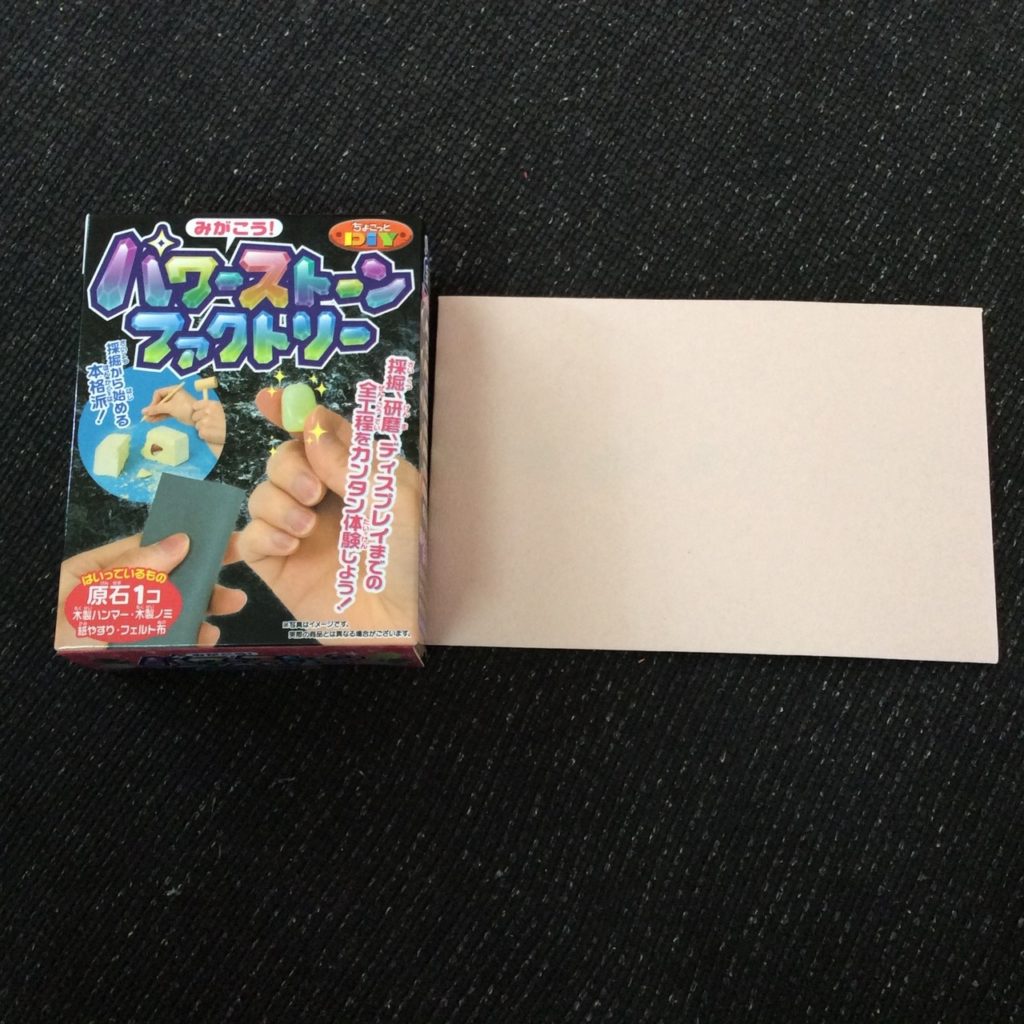 みがこう!
ちょこっと
DIY
パワーストーン
ファクトリー
採掘から始める
本格派!
採掘、研磨、ディスプレイまでの
全工程をカンタン体験しよう!
はいっているもの
原石1コ
木製ハンマー・木製ノミ
紙やすり・フェルト布
※写真はイメージです。
実際の商品とは異なる場合がございます。